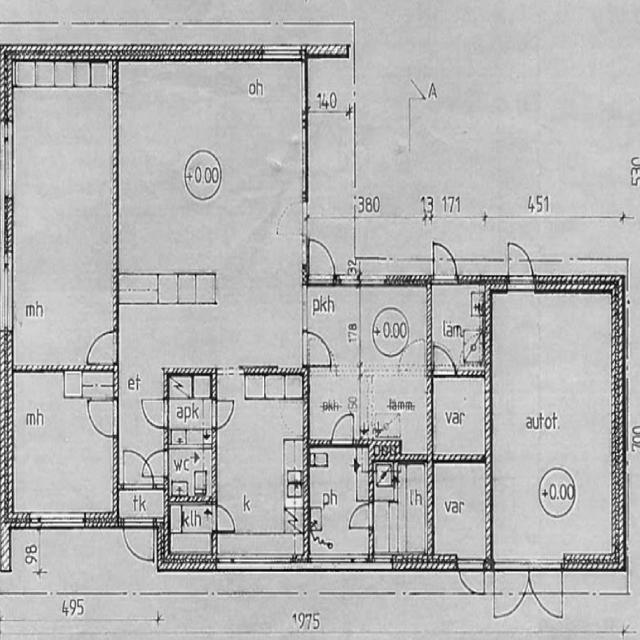 oh
140
A
530
+0.00
380
13
171
451
32
mh
pkh
178
+0.00
läm
mh
et
apk
pkh
50
lämm.
var
autot.
700
wc
tk
klh
k
ph
lh
var
+0.00
98
495
1975